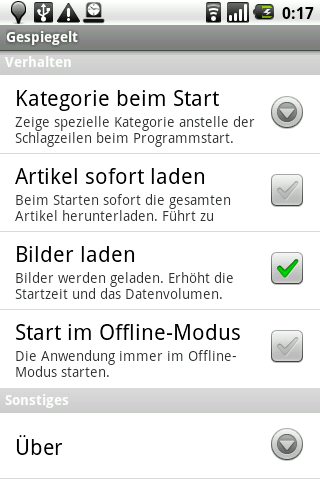 0:17
Gespiegelt
Verhalten
Kategorie beim Start
Zeige spezielle Kategorie anstelle der
Schlagzeilen beim Programmstart.
Artikel sofort laden
Beim Starten sofort die gesamten
Artikel herunterladen. Führt zu
Bilder laden
Bilder werden geladen. Erhöht die
Startzeit und das Datenvolumen.
Start im Offline-Modus
Die Anwendung immer im Offline-
Modus starten.
Sonstiges
Über